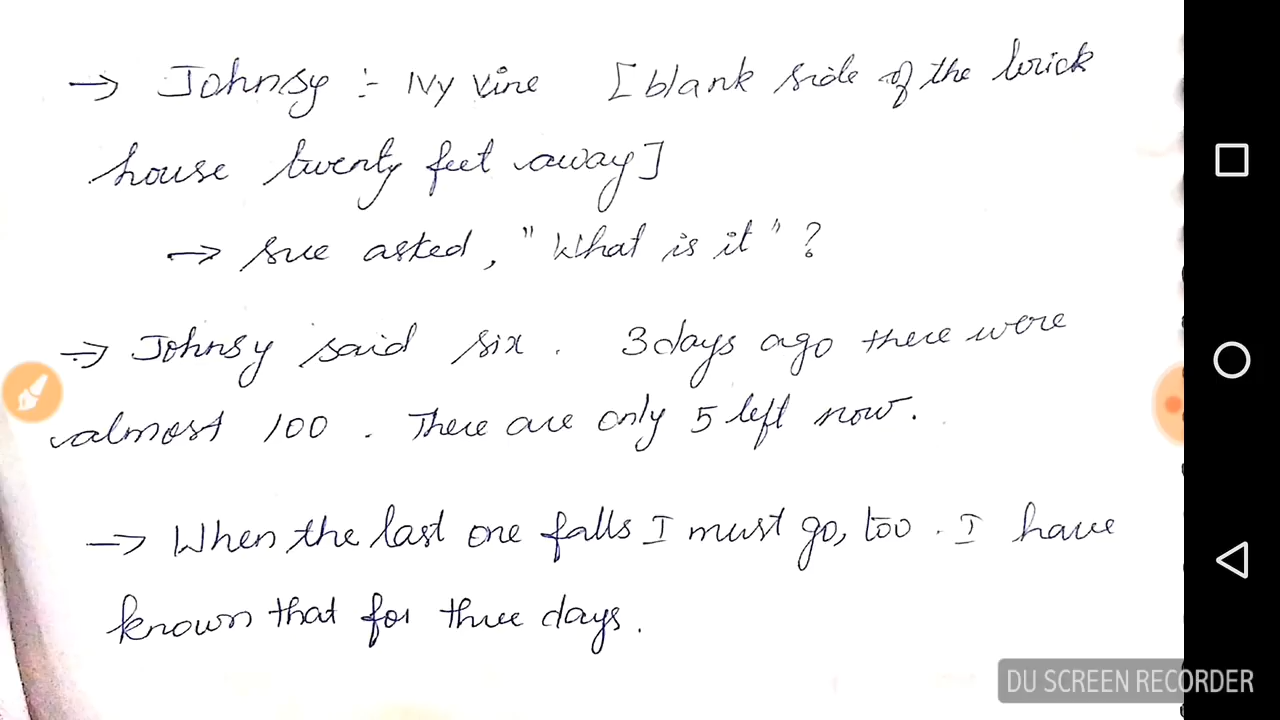 → Johnsy :- Ivy Vine [blank side of the brick
house twenty feet away]
→ Sue asked, "What is it" ?
→ Johnsy said six. 3 days ago there were
almost 100. There are only 5 left now.
→ When the last one falls I must go, too. I have
known that for three days.
DU SCREEN RECORDER